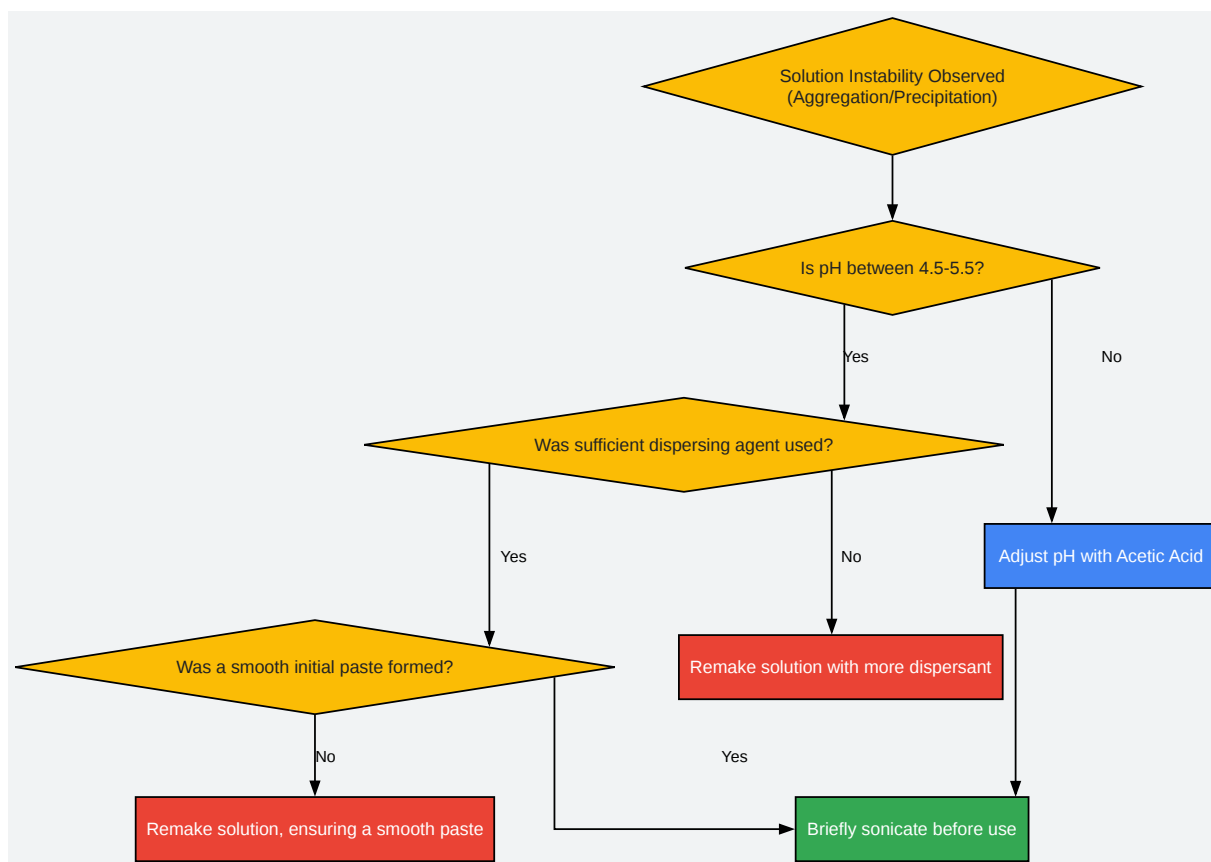 Solution Instability Observed
(Aggregation/Precipitation)
Is pH between 4.5-5.5?
Yes
No
Was sufficient dispersing agent used?
Yes
No
Adjust pH with Acetic Acid
Was a smooth initial paste formed?
Remake solution with more dispersant
No
Yes
Remake solution, ensuring a smooth paste
Briefly sonicate before use